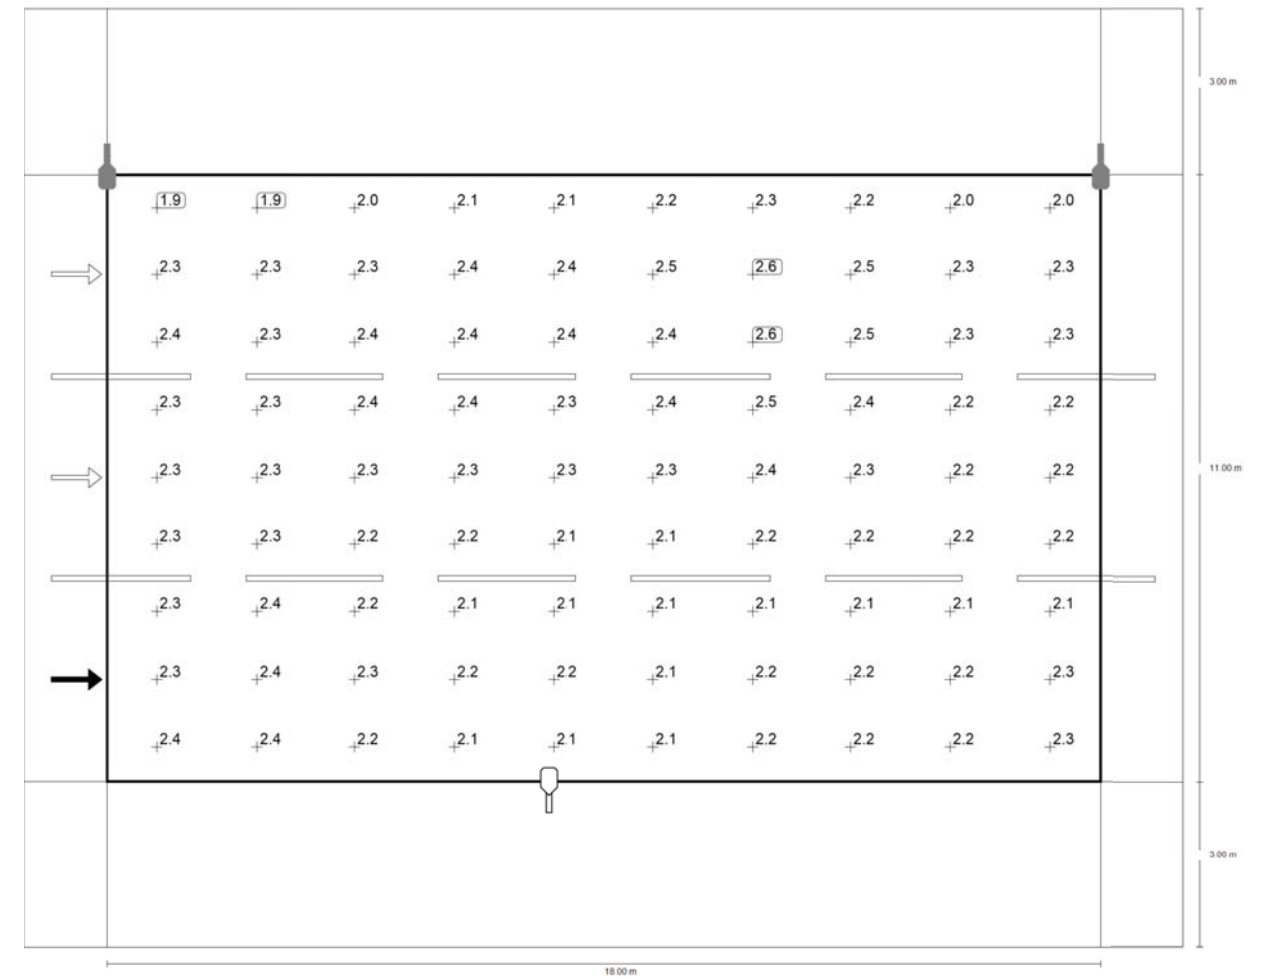 3.00 m
1.9 1.9 2.0 2.1 2.1 2.2 2.3 2.2 2.0 2.0
2.3 2.3 2.3 2.4 2.4 2.5 2.6 2.5 2.3 2.3
2.4 2.3 2.4 2.4 2.4 2.4 2.6 2.5 2.3 2.3
2.3 2.3 2.4 2.4 2.3 2.4 2.5 2.4 2.2 2.2
2.3 2.3 2.3 2.3 2.3 2.3 2.4 2.3 2.2 2.2
11.00 m
2.3 2.3 2.2 2.2 2.1 2.1 2.2 2.2 2.2 2.2
2.3 2.4 2.2 2.1 2.1 2.1 2.1 2.1 2.1 2.1
2.3 2.4 2.3 2.2 2.2 2.1 2.2 2.2 2.2 2.3
2.4 2.4 2.2 2.1 2.1 2.1 2.2 2.2 2.2 2.3
3.00 m
18.00 m